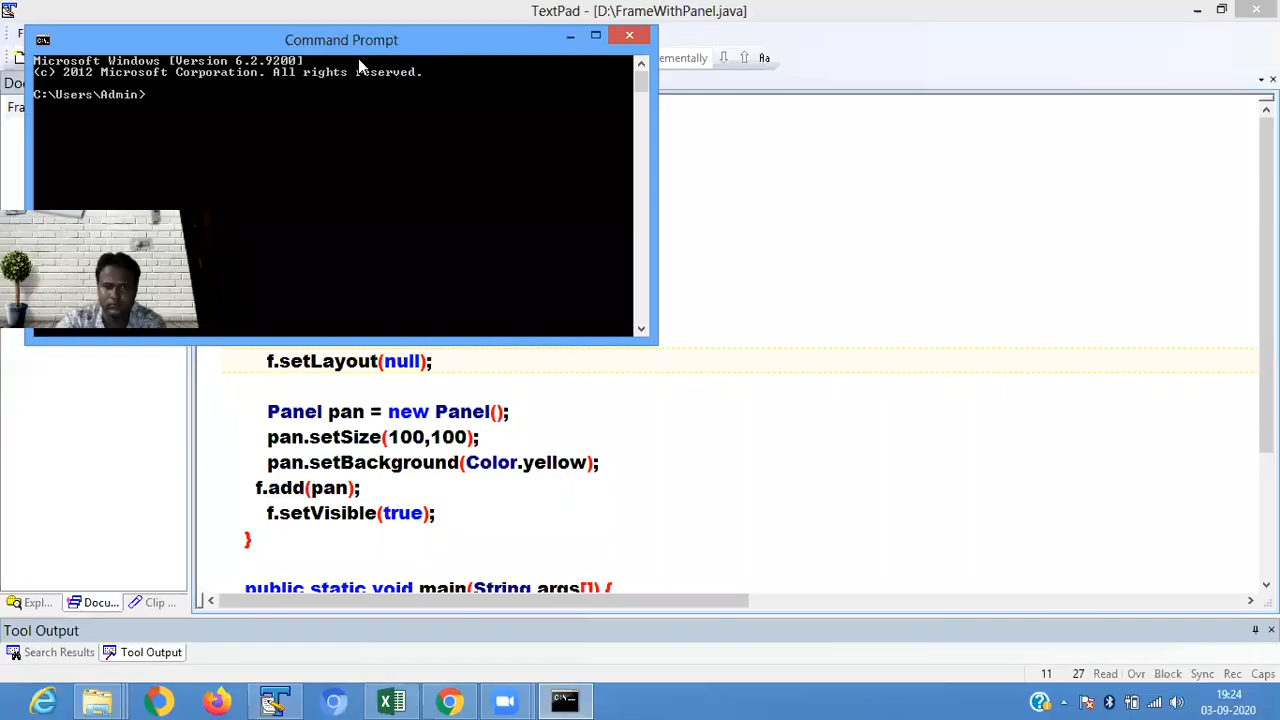 TextPad - [D:\FrameWithPanel.java]
Command Prompt
Microsoft Windows [Version 6.2.9200]
(c) 2012 Microsoft Corporation. All rights reserved.
C:\Users\Admin>
ementally
Aa
f.setLayout(null);
Panel pan = new Panel();
pan.setSize(100,100);
pan.setBackground(Color.yellow);
f.add(pan);
f.setVisible(true);
}
public static void main(String args[]) {
Expl... Docu... Clip ...
Tool Output
Search Results Tool Output
11 27 Read Ovr Block Sync Rec Caps
19:24
03-09-2020